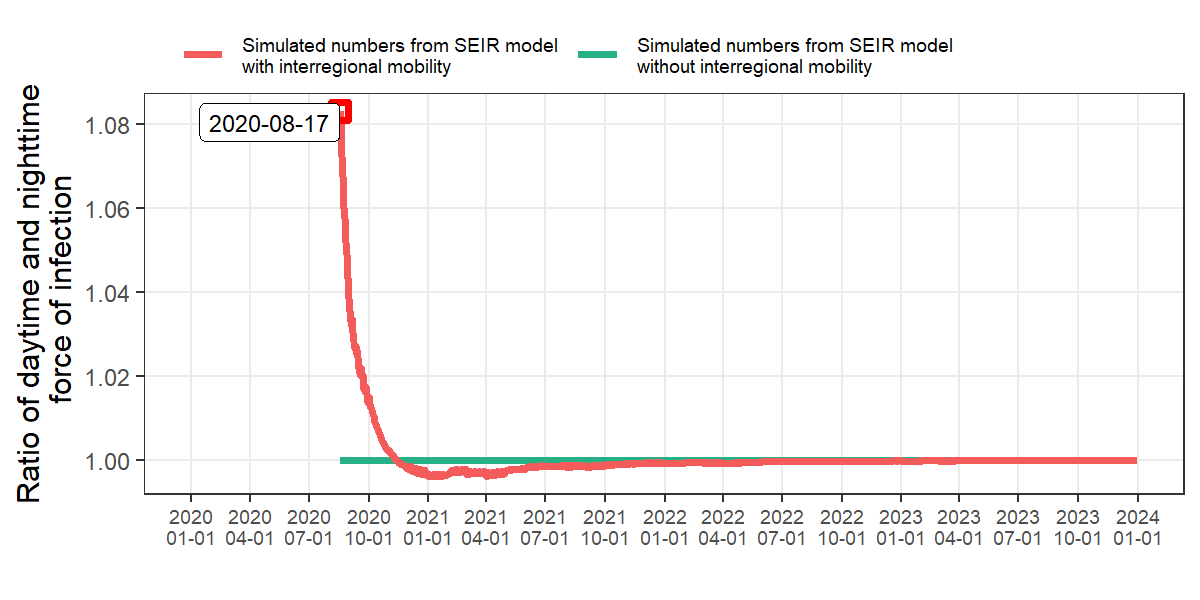 Simulated numbers from SEIR model
with interregional mobility
Simulated numbers from SEIR model
without interregional mobility
Ratio of daytime and nighttime
force of infection
1.08
1.06
1.04
1.02
1.00
2020-08-17
2020 2020 2020 2020 2021 2021 2021 2021 2022 2022 2022 2022 2023 2023 2023 2023 2024
01-01 04-01 07-01 10-01 01-01 04-01 07-01 10-01 01-01 04-01 07-01 10-01 01-01 04-01 07-01 10-01 01-01